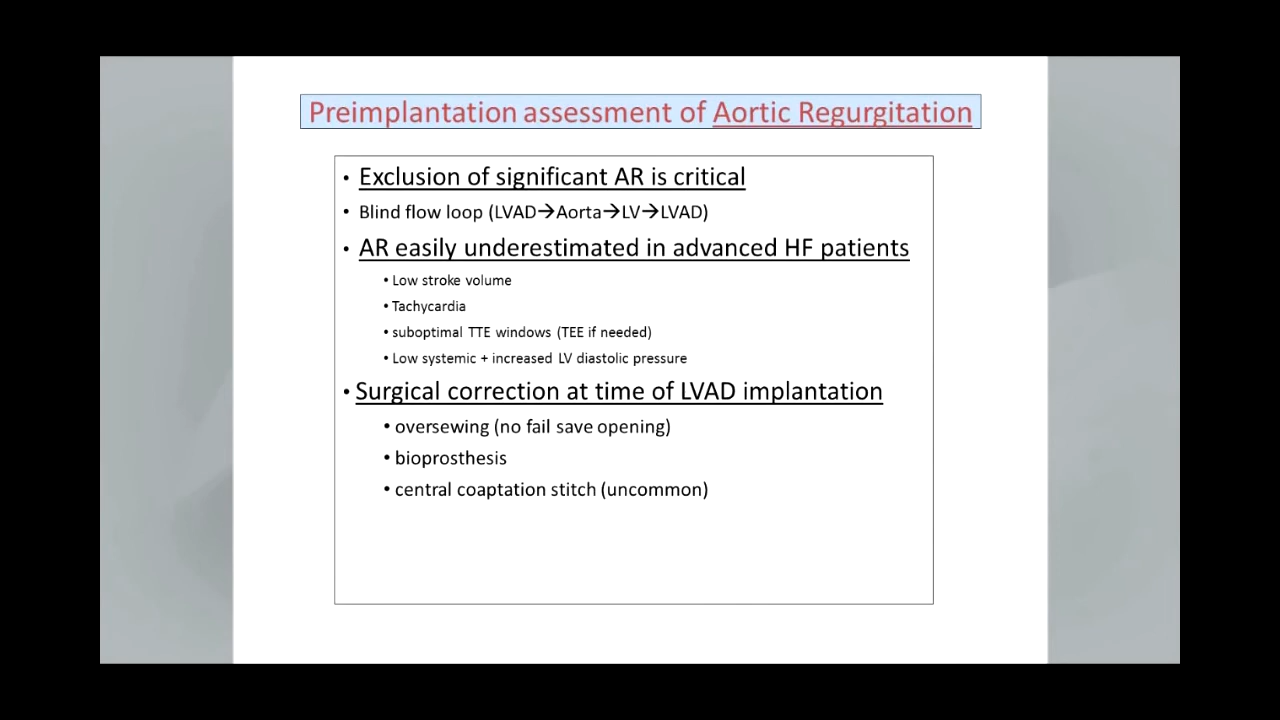 Preimplantation assessment of Aortic Regurgitation
• Exclusion of significant AR is critical
• Blind flow loop (LVAD→Aorta→LV→LVAD)
• AR easily underestimated in advanced HF patients
• Low stroke volume
• Tachycardia
• suboptimal TTE windows (TEE if needed)
• Low systemic + increased LV diastolic pressure
• Surgical correction at time of LVAD implantation
• oversewing (no fail save opening)
• bioprosthesis
• central coaptation stitch (uncommon)